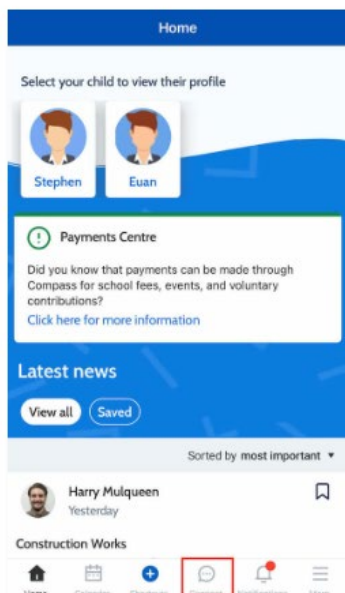 Home
Select your child to view their profile
Stephen
Euan
Payments Centre
Did you know that payments can be made through
Compass for school fees, events, and voluntary
contributions?
Click here for more information
Latest news
View all
Saved
Sorted by most important
Harry Mulqueen
Yesterday
Construction Works